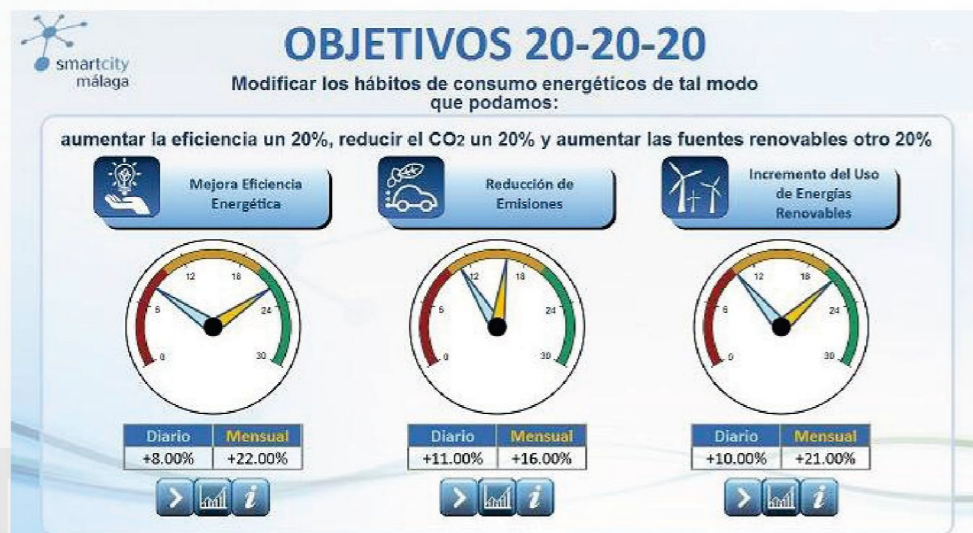 smartcity
málaga
OBJETIVOS 20-20-20
Modificar los hábitos de consumo energéticos de tal modo
que podamos:
aumentar la eficiencia un 20%, reducir el CO2 un 20% y aumentar las fuentes renovables otro 20%
Mejora Eficiencia
Energética
0
6
12
18
24
30
Diario Mensual
+8.00% +22.00%
i
Reducción de
Emisiones
0
6
12
18
24
30
Diario Mensual
+11.00% +16.00%
i
Incremento del Uso
de Energías
Renovables
0
6
12
18
24
30
Diario Mensual
+10.00% +21.00%
i